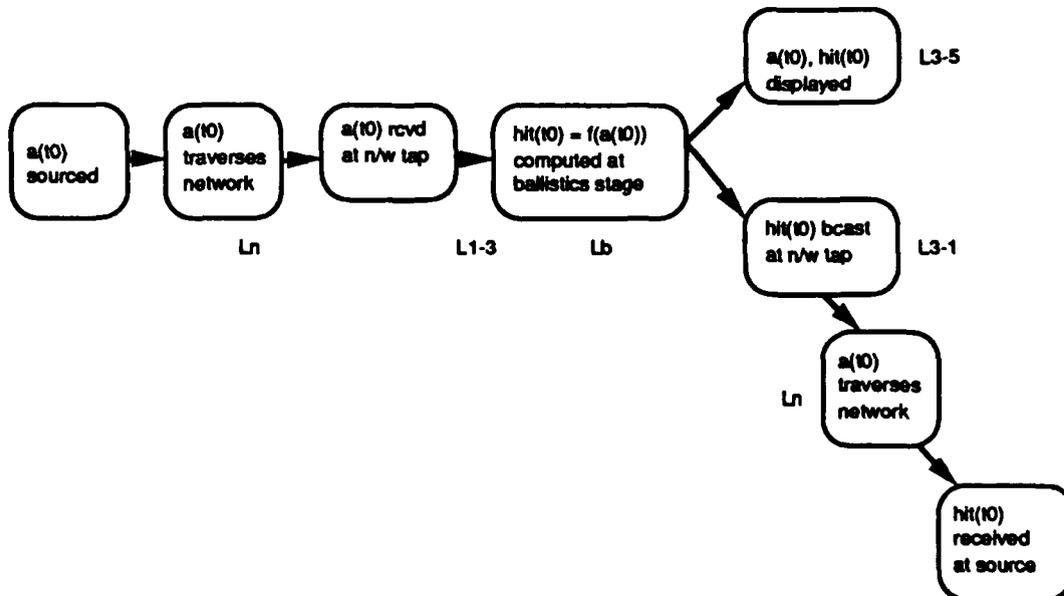 a(t0)
sourced
a(t0)
traverses
network
Ln
a(t0) rcvd
at n/w tap
L1-3
hit(t0) = f(a(t0))
computed at
ballistics stage
Lb
a(t0), hit(t0)
displayed
L3-5
hit(t0) bcast
at n/w tap
L3-1
a(t0)
traverses
network
Ln
hit(t0)
received
at source